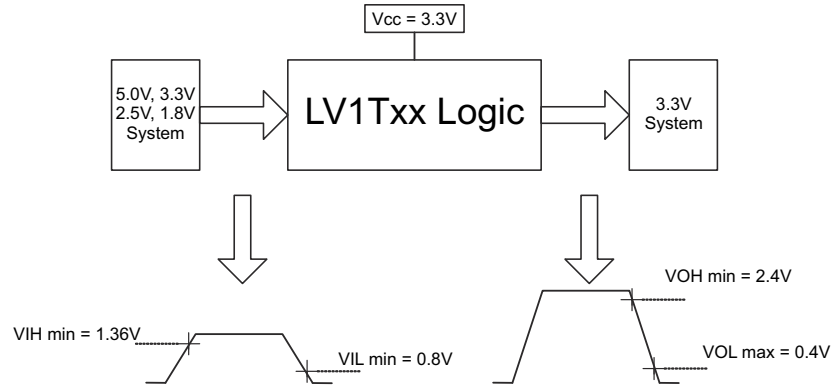 Vcc = 3.3V
5.0V, 3.3V
2.5V, 1.8V
System
LV1Txx Logic
3.3V
System
VIH min = 1.36V
VIL min = 0.8V
VOH min = 2.4V
VOL max = 0.4V